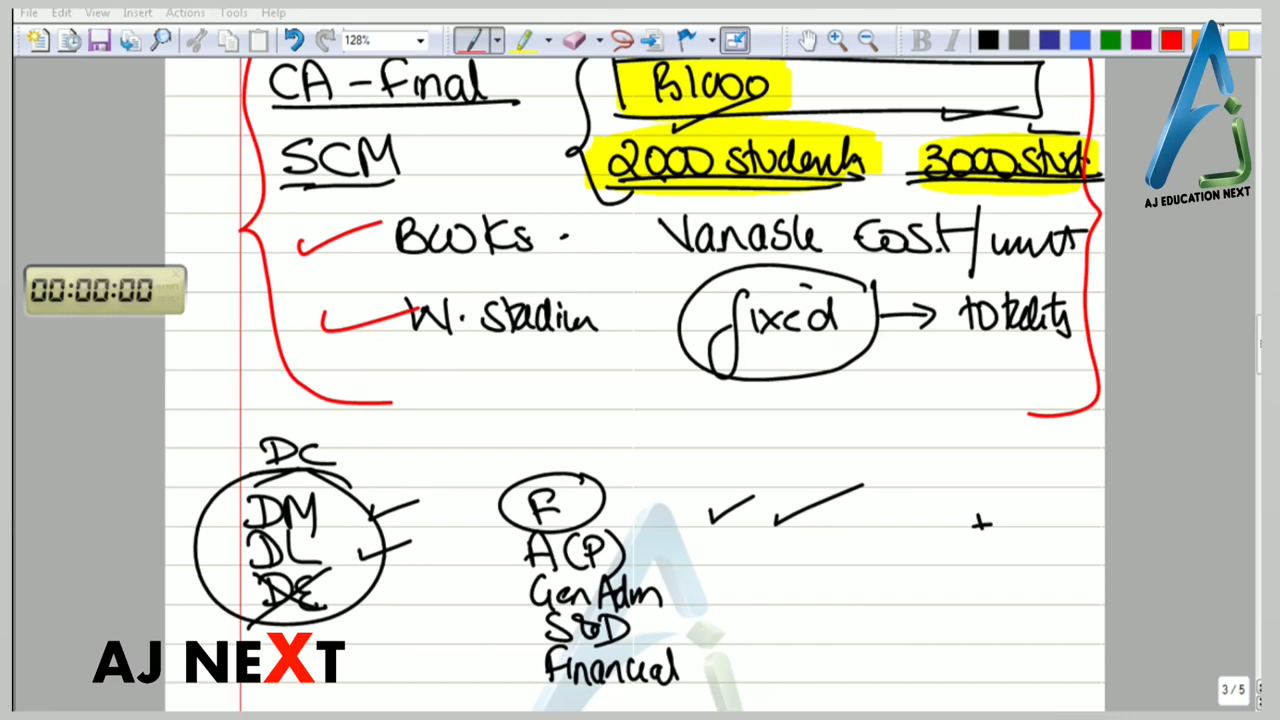 File Edit View Insert Actions Tools Help
128%
B I
CA - Final B1000
SCM 2000 students 3000 stud
AJ EDUCATION NEXT
Books. Variable Cost/unit
00:00:00
W. Stadium fixed → totality
DC
DM F +
DL A(P)
DE Gen Adm
S&D
AJ NEXT Financial
3/5